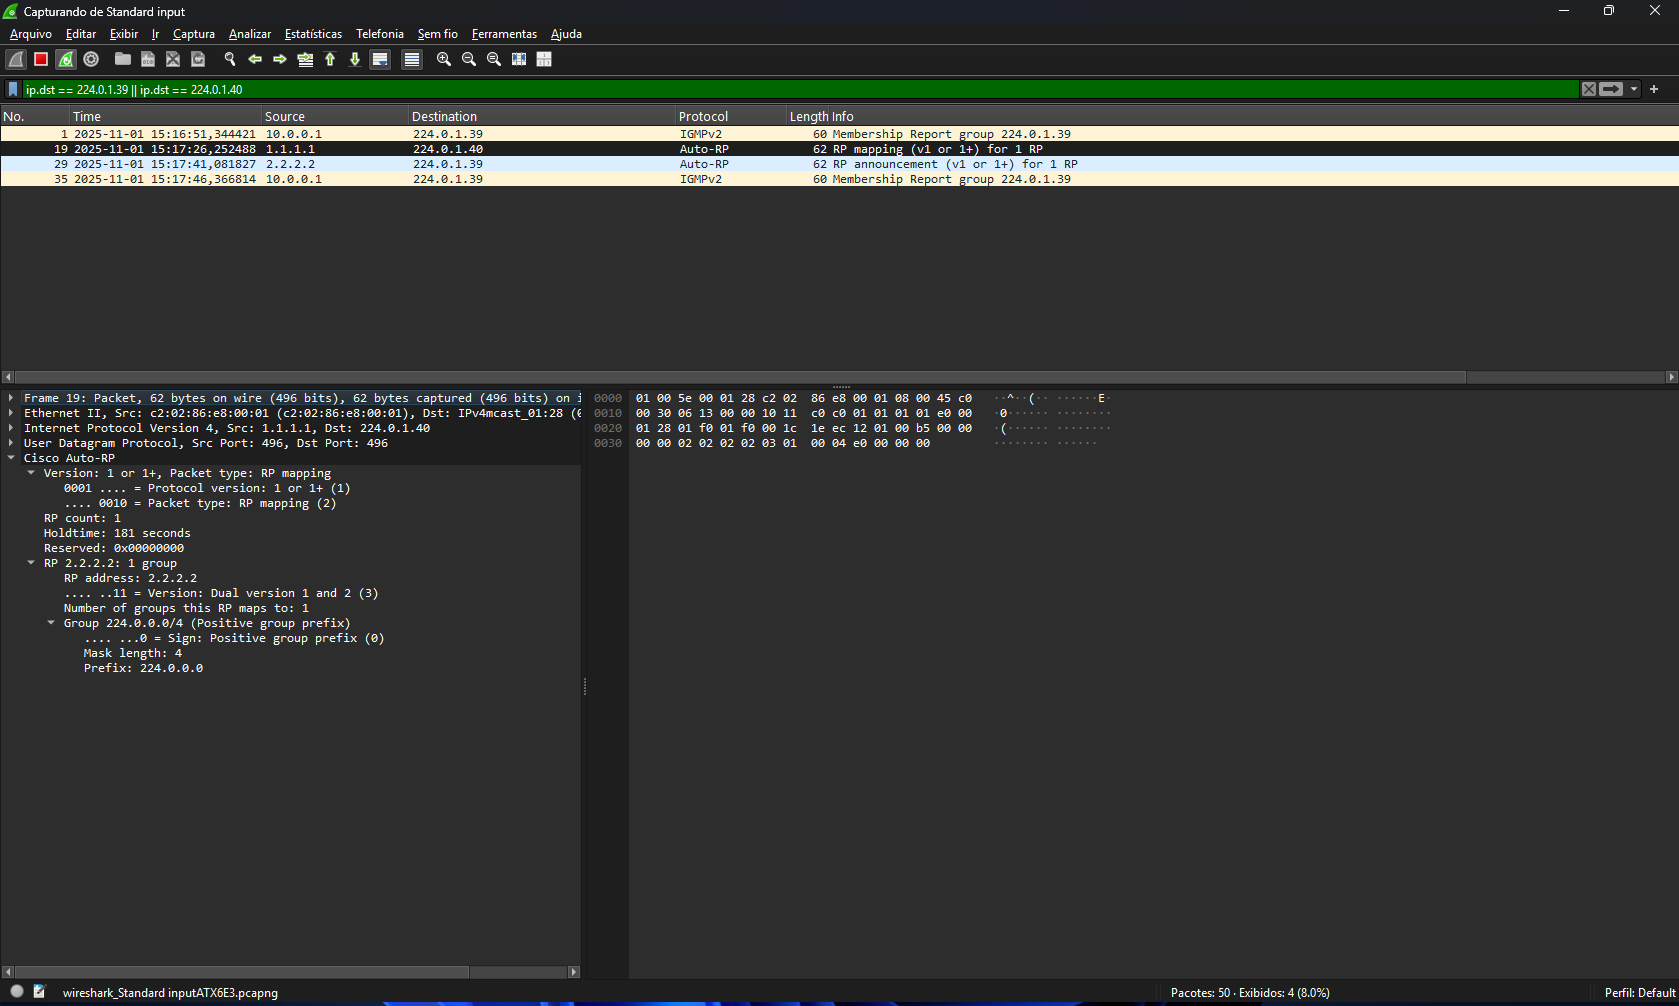 Capturando de Standard input
Arquivo Editar Exibir Ir Captura Analizar Estatísticas Telefonia Sem fio Ferramentas Ajuda
ip.dst == 224.0.1.39 || ip.dst == 224.0.1.40
No. Time Source Destination Protocol Length Info
1 2025-11-01 15:16:51,344421 10.0.0.1 224.0.1.39 IGMPv2 60 Membership Report group 224.0.1.39
19 2025-11-01 15:17:26,252488 1.1.1.1 224.0.1.40 Auto-RP 62 RP mapping (v1 or 1+) for 1 RP
29 2025-11-01 15:17:41,081827 2.2.2.2 224.0.1.39 Auto-RP 62 RP announcement (v1 or 1+) for 1 RP
35 2025-11-01 15:17:46,366814 10.0.0.1 224.0.1.39 IGMPv2 60 Membership Report group 224.0.1.39
Frame 19: Packet, 62 bytes on wire (496 bits), 62 bytes captured (496 bits) on i
Ethernet II, Src: c2:02:86:e8:00:01 (c2:02:86:e8:00:01), Dst: IPv4mcast_01:28 (
Internet Protocol Version 4, Src: 1.1.1.1, Dst: 224.0.1.40
User Datagram Protocol, Src Port: 496, Dst Port: 496
Cisco Auto-RP
Version: 1 or 1+, Packet type: RP mapping
0001 .... = Protocol version: 1 or 1+ (1)
.... 0010 = Packet type: RP mapping (2)
RP count: 1
Holdtime: 181 seconds
Reserved: 0x00000000
RP 2.2.2.2: 1 group
RP address: 2.2.2.2
.... ..11 = Version: Dual version 1 and 2 (3)
Number of groups this RP maps to: 1
Group 224.0.0.0/4 (Positive group prefix)
.... ...0 = Sign: Positive group prefix (0)
Mask length: 4
Prefix: 224.0.0.0
0000 01 00 5e 00 01 28 c2 02 86 e8 00 01 08 00 45 c0 ··^··(·· ······E·
0010 00 30 06 13 00 00 10 11 c0 c0 01 01 01 01 e0 00 ·0······ ········
0020 01 28 01 f0 01 f0 00 1c 1e ec 12 01 00 b5 00 00 ·(······ ········
0030 00 00 02 02 02 02 03 01 00 04 e0 00 00 00 ········ ······
wireshark_Standard inputATX6E3.pcapng
Pacotes: 50 · Exibidos: 4 (8.0%)
Perfil: Default